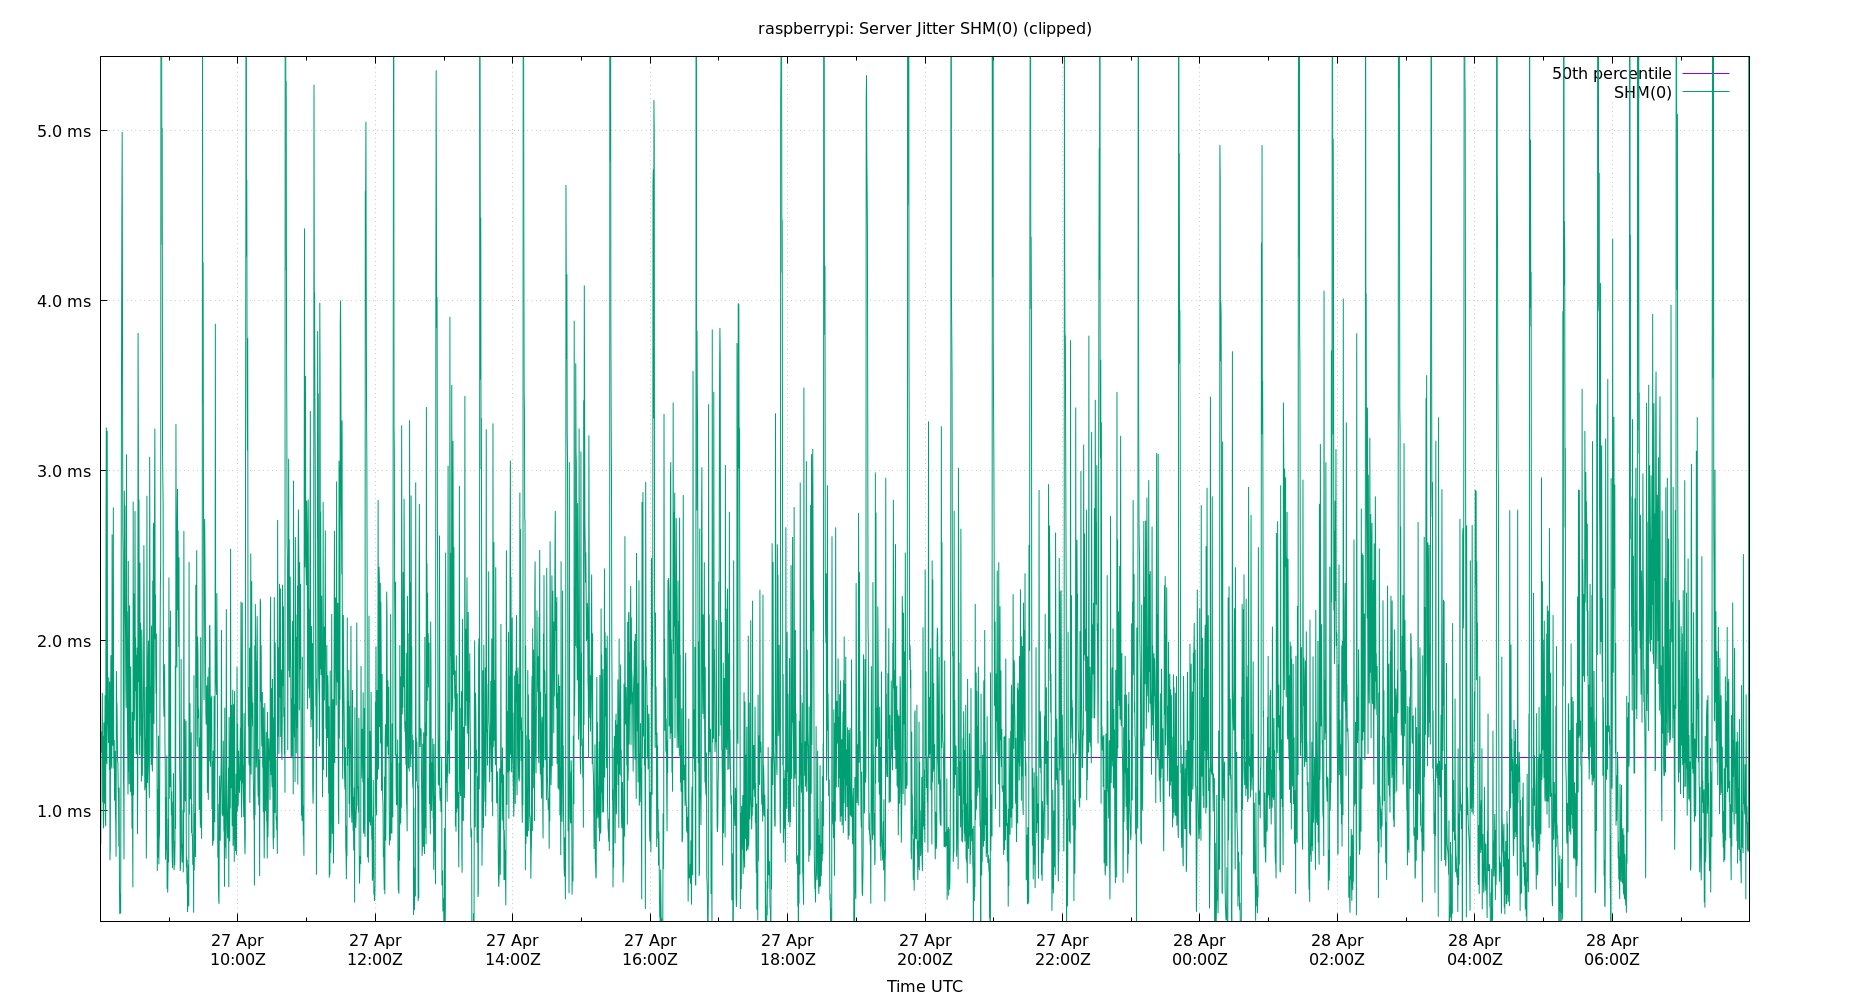 raspberrypi: Server Jitter SHM(0) (clipped)
50th percentile
SHM(0)
5.0 ms
4.0 ms
3.0 ms
2.0 ms
1.0 ms
27 Apr 27 Apr 27 Apr 27 Apr 27 Apr 27 Apr 27 Apr 28 Apr 28 Apr 28 Apr 28 Apr
10:00Z 12:00Z 14:00Z 16:00Z 18:00Z 20:00Z 22:00Z 00:00Z 02:00Z 04:00Z 06:00Z
Time UTC